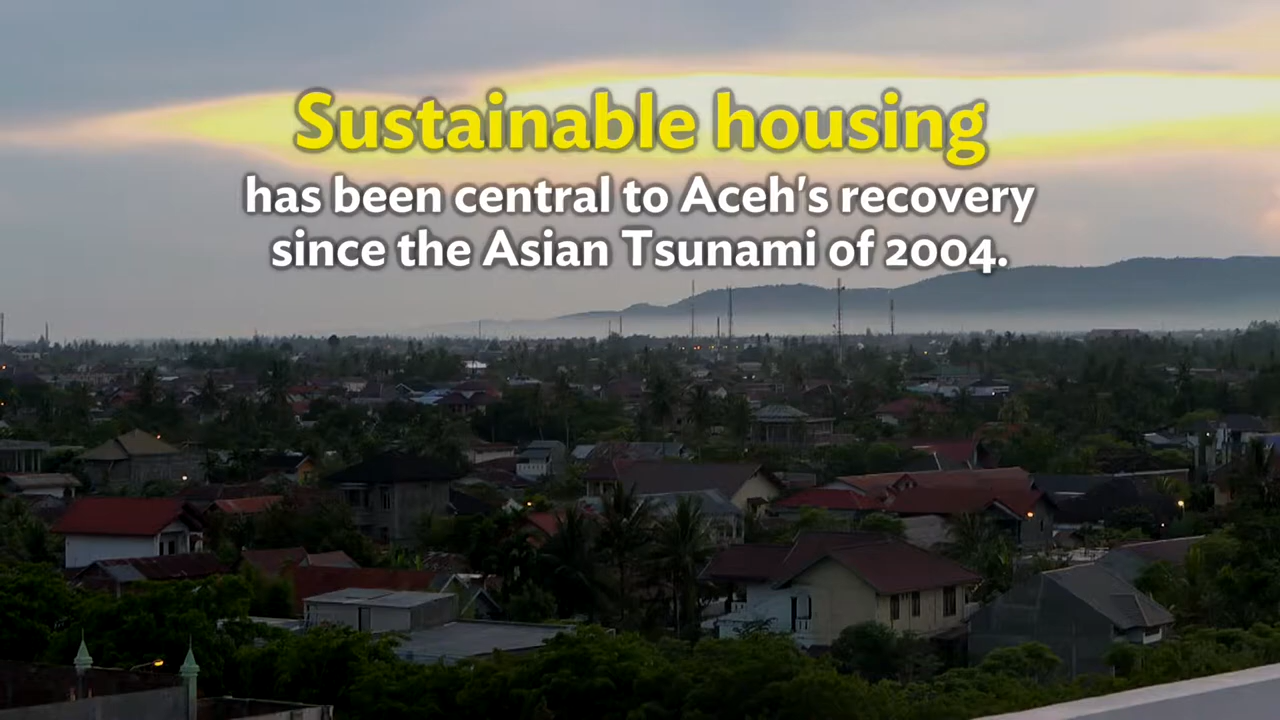 Sustainable housing
has been central to Aceh's recovery
since the Asian Tsunami of 2004.